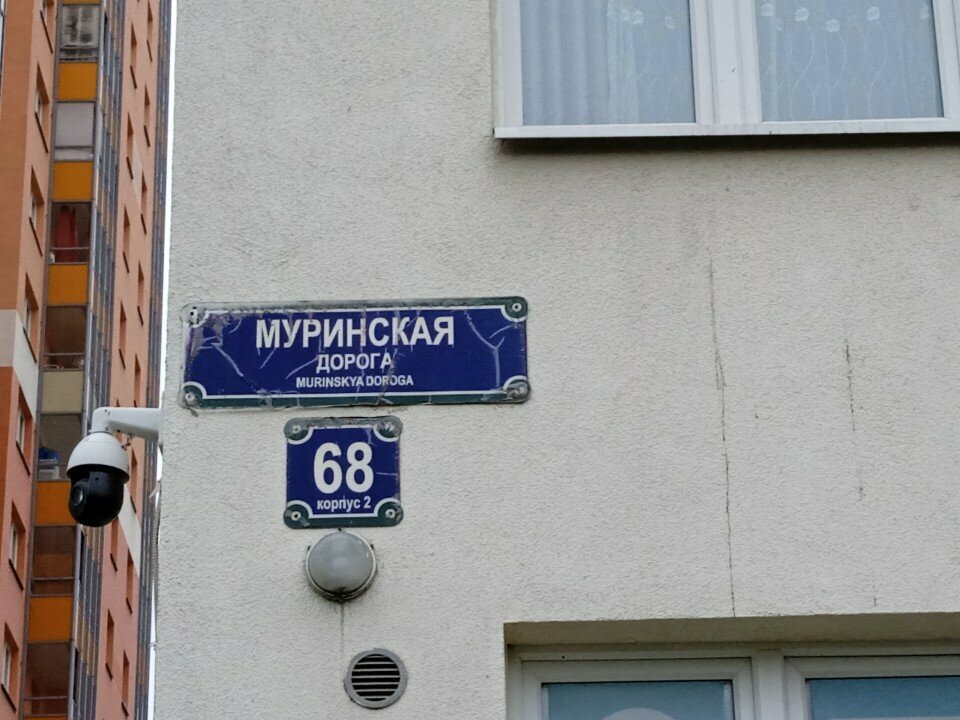 МУРИНСКАЯ
ДОРОГА
MURINSKYA DOROGA
68
корпус 2